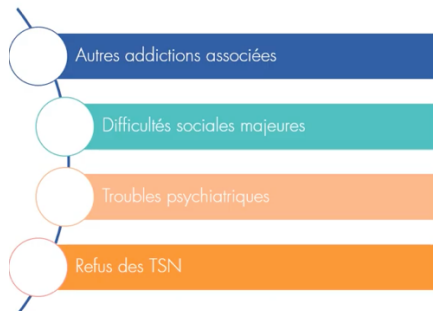 Autres addictions associées
Difficultés sociales majeures
Troubles psychiatriques
Refus des TSN